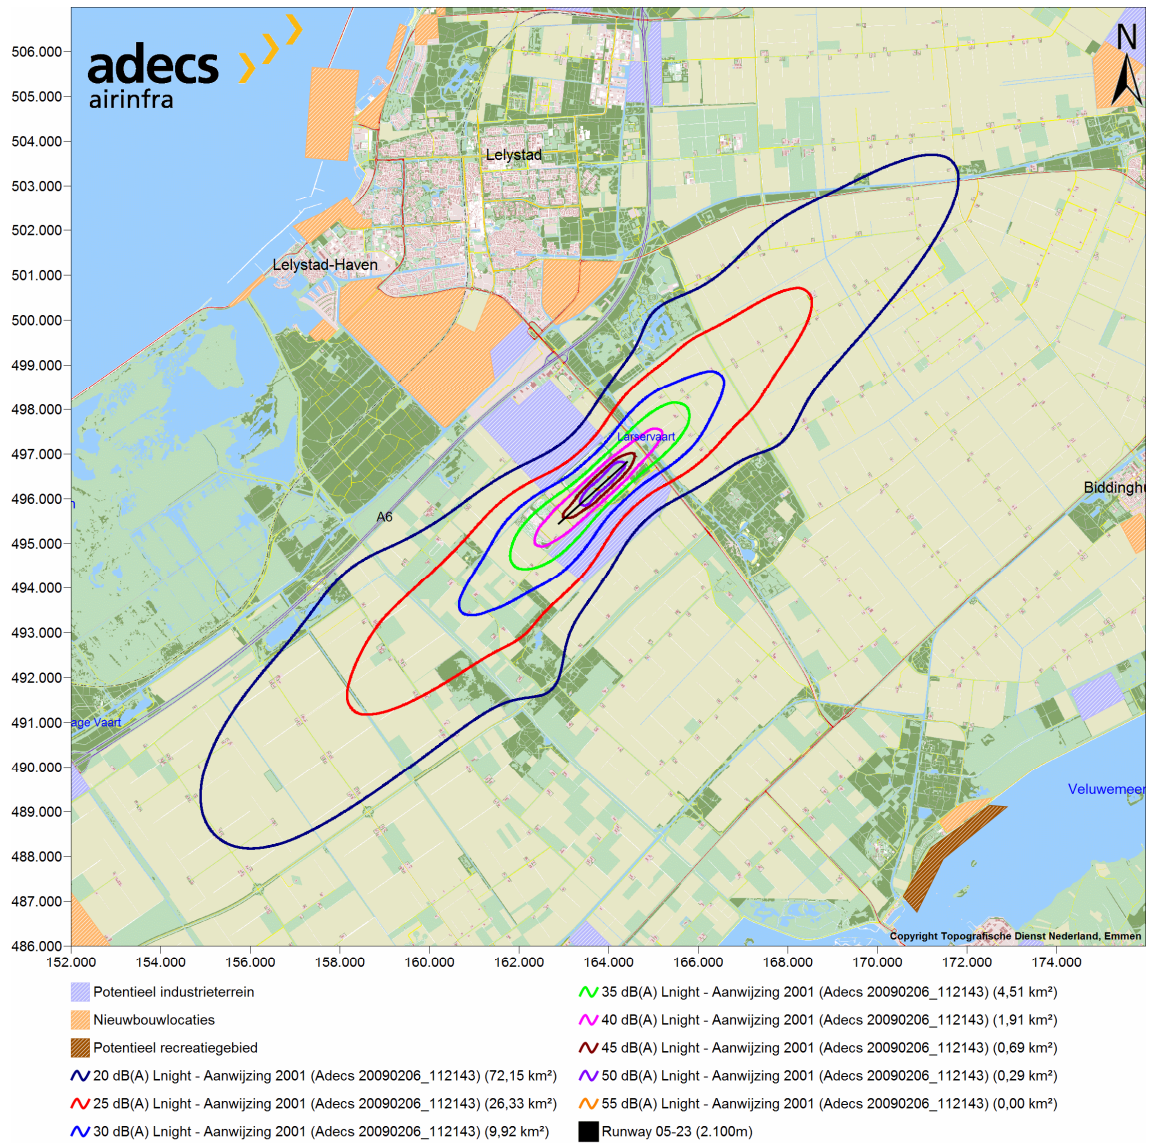 adecs
airinfra
N
506.000
505.000
504.000
503.000
502.000
501.000
500.000
499.000
498.000
497.000
496.000
495.000
494.000
493.000
492.000
491.000
490.000
489.000
488.000
487.000
486.000
Lelystad
Lelystad-Haven
Larservaart
A6
Biddinghu
age Vaart
Veluwemeer
Copyright Topografische Dienst Nederland, Emmen
152.000 154.000 156.000 158.000 160.000 162.000 164.000 166.000 168.000 170.000 172.000 174.000
Potentieel industrieterrein
Nieuwbouwlocaties
Potentieel recreatiegebied
20 dB(A) Lnight - Aanwijzing 2001 (Adecs 20090206_112143) (72,15 km²)
25 dB(A) Lnight - Aanwijzing 2001 (Adecs 20090206_112143) (26,33 km²)
30 dB(A) Lnight - Aanwijzing 2001 (Adecs 20090206_112143) (9,92 km²)
35 dB(A) Lnight - Aanwijzing 2001 (Adecs 20090206_112143) (4,51 km²)
40 dB(A) Lnight - Aanwijzing 2001 (Adecs 20090206_112143) (1,91 km²)
45 dB(A) Lnight - Aanwijzing 2001 (Adecs 20090206_112143) (0,69 km²)
50 dB(A) Lnight - Aanwijzing 2001 (Adecs 20090206_112143) (0,29 km²)
55 dB(A) Lnight - Aanwijzing 2001 (Adecs 20090206_112143) (0,00 km²)
Runway 05-23 (2.100m)